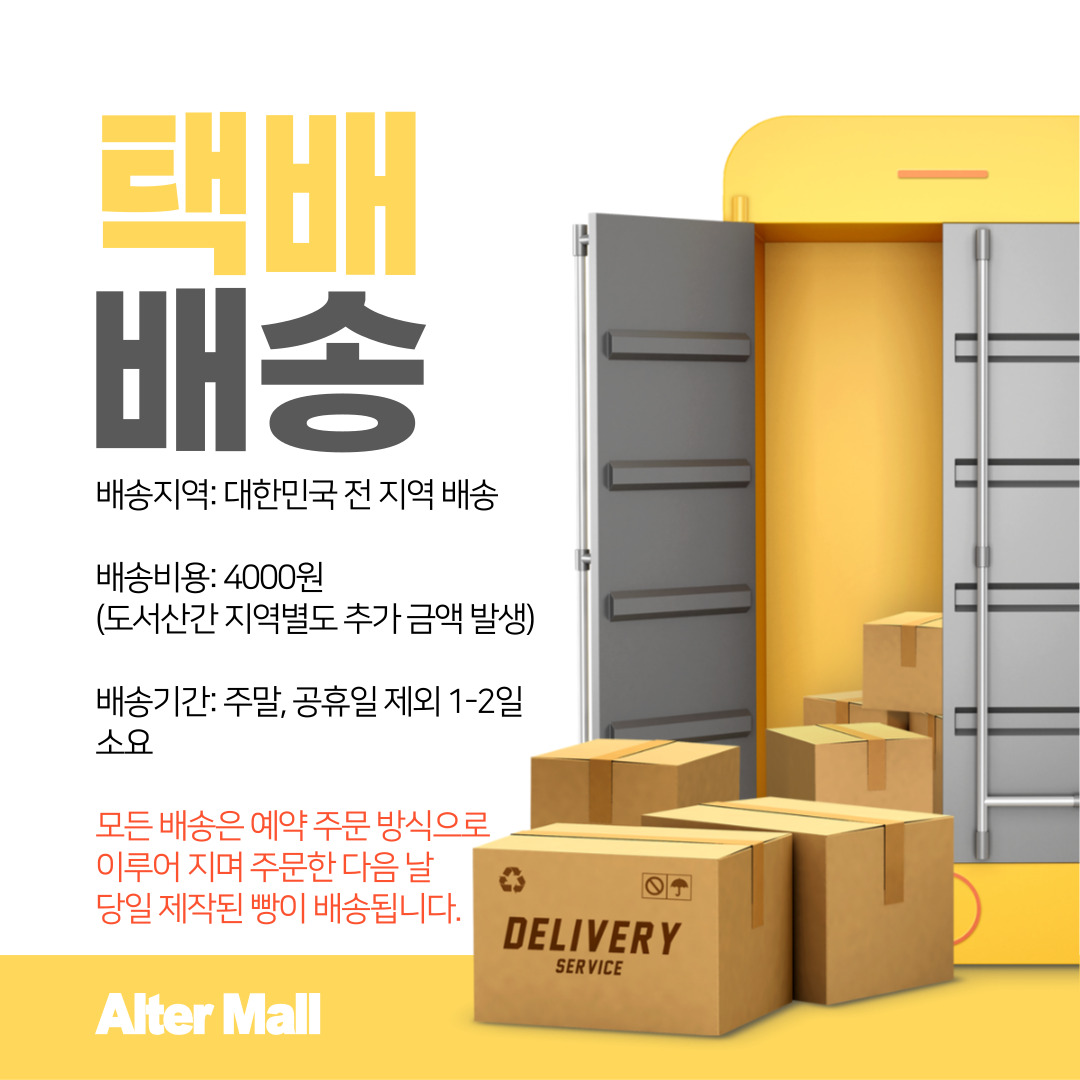 택배
배송
배송지역: 대한민국 전 지역 배송
배송비용: 4000원
(도서산간 지역별도 추가 금액 발생)
배송기간: 주말, 공휴일 제외 1-2일
소요
모든 배송은 예약 주문 방식으로
이루어 지며 주문한 다음 날
당일 제작된 빵이 배송됩니다.
DELIVERY
SERVICE
Alter Mall